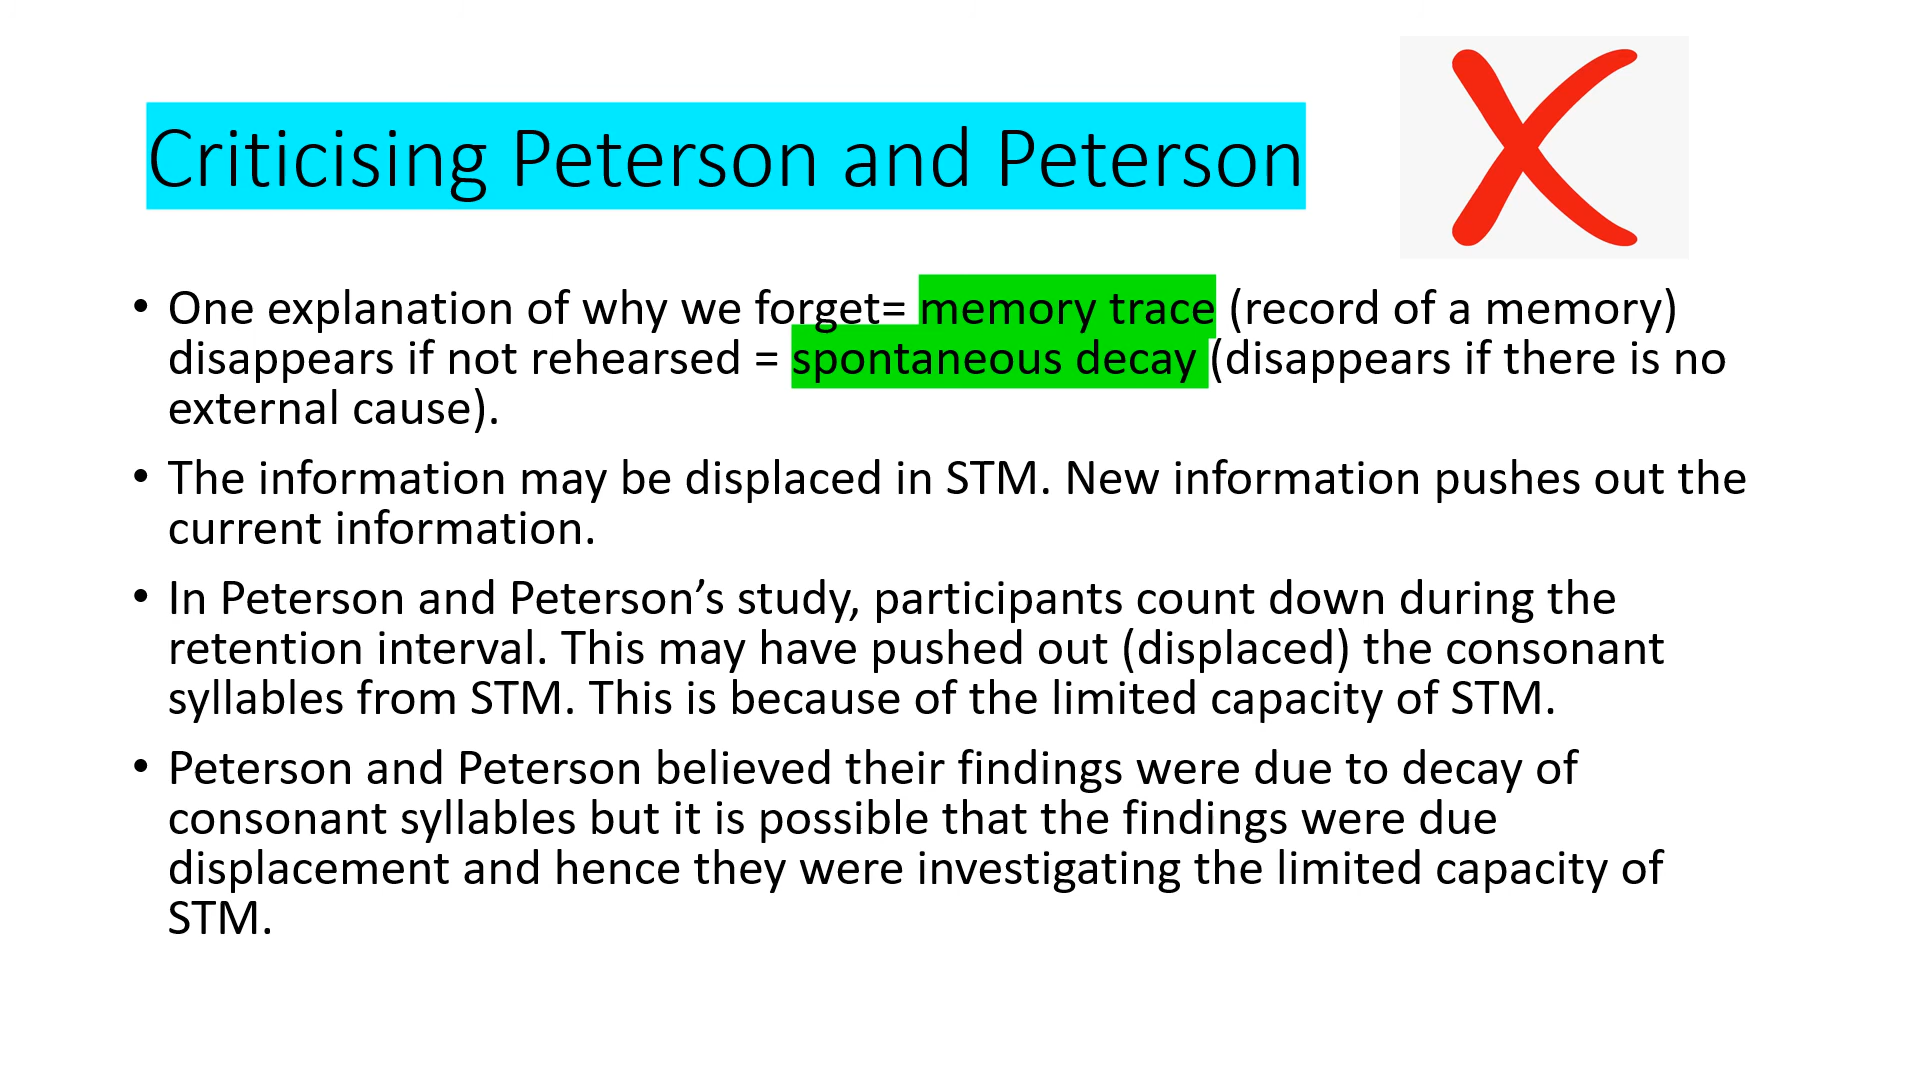 Criticising Peterson and Peterson
• One explanation of why we forget= memory trace (record of a memory)
disappears if not rehearsed = spontaneous decay (disappears if there is no
external cause).
• The information may be displaced in STM. New information pushes out the
current information.
• In Peterson and Peterson’s study, participants count down during the
retention interval. This may have pushed out (displaced) the consonant
syllables from STM. This is because of the limited capacity of STM.
• Peterson and Peterson believed their findings were due to decay of
consonant syllables but it is possible that the findings were due
displacement and hence they were investigating the limited capacity of
STM.